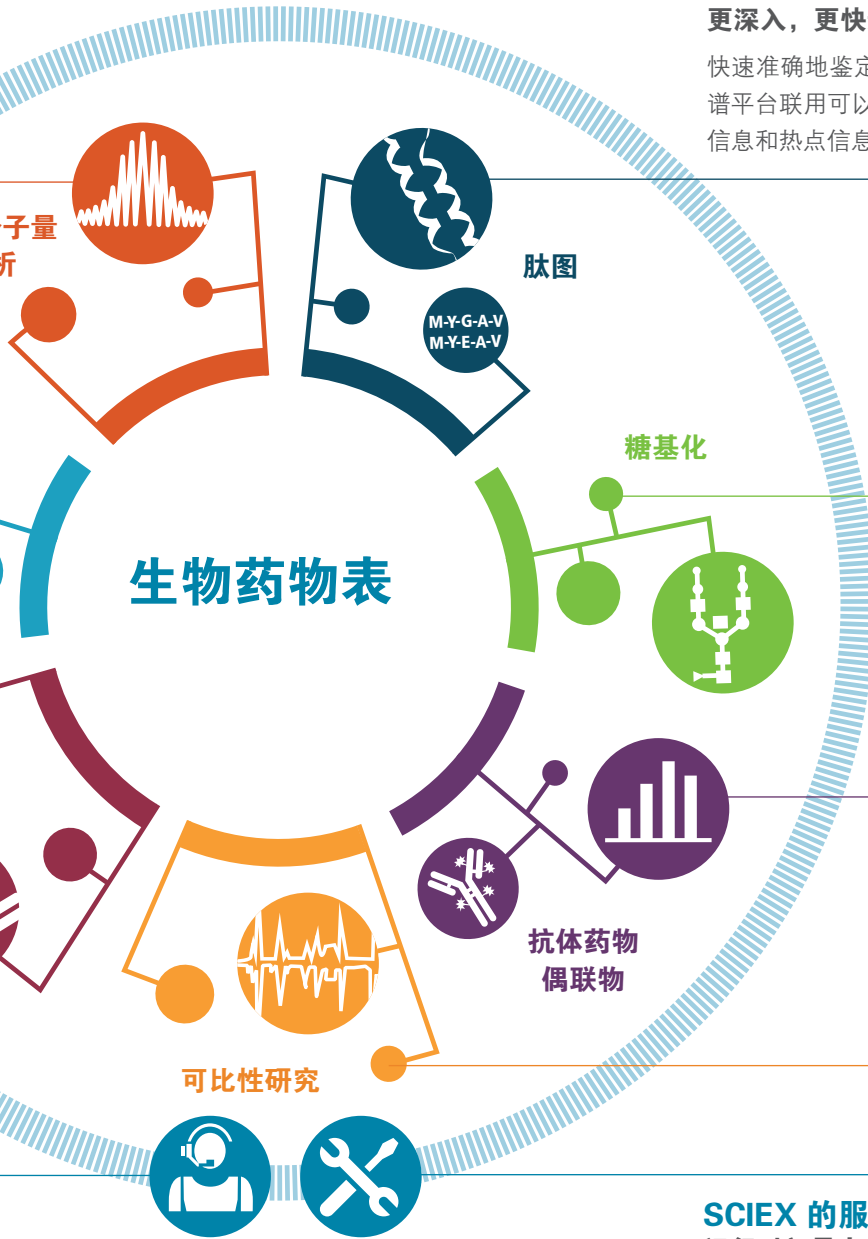 更深入，更快
快速准确地鉴定
谱平台联用可以
信息和热点信息
子量
析
肽图
M-Y-G-A-V
M-Y-E-A-V
糖基化
生物药物表
抗体药物
偶联物
可比性研究
SCIEX 的服